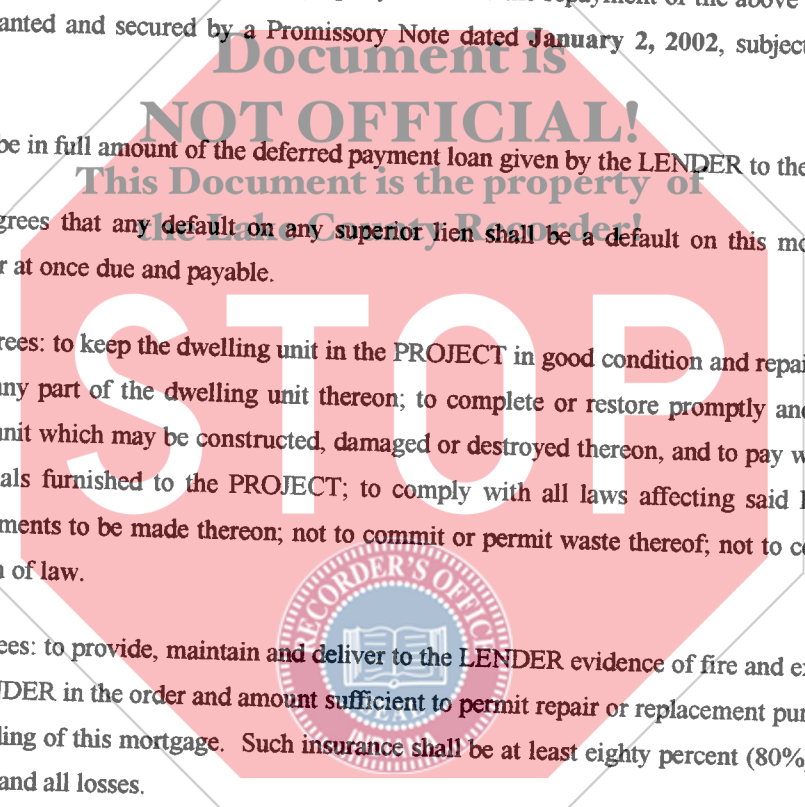 anted and secured by a Promissory Note dated January 2, 2002, subject
Document is
NOT OFFICIAL!
be in full amount of the deferred payment loan given by the LENDER to the
This Document is the property of
the Lake County Recorder!
grees that any default on any superior lien shall be a default on this mo
r at once due and payable.
STOP
rees: to keep the dwelling unit in the PROJECT in good condition and repai
any part of the dwelling unit thereon; to complete or restore promptly and
unit which may be constructed, damaged or destroyed thereon, and to pay w
als furnished to the PROJECT; to comply with all laws affecting said
ments to be made thereon; not to commit or permit waste thereof; not to co
n of law.
RECORDER'S OFFIC
SEAL
INDIANA
ees: to provide, maintain and deliver to the LENDER evidence of fire and e
DER in the order and amount sufficient to permit repair or replacement pur
ling of this mortgage. Such insurance shall be at least eighty percent (80%
and all losses.